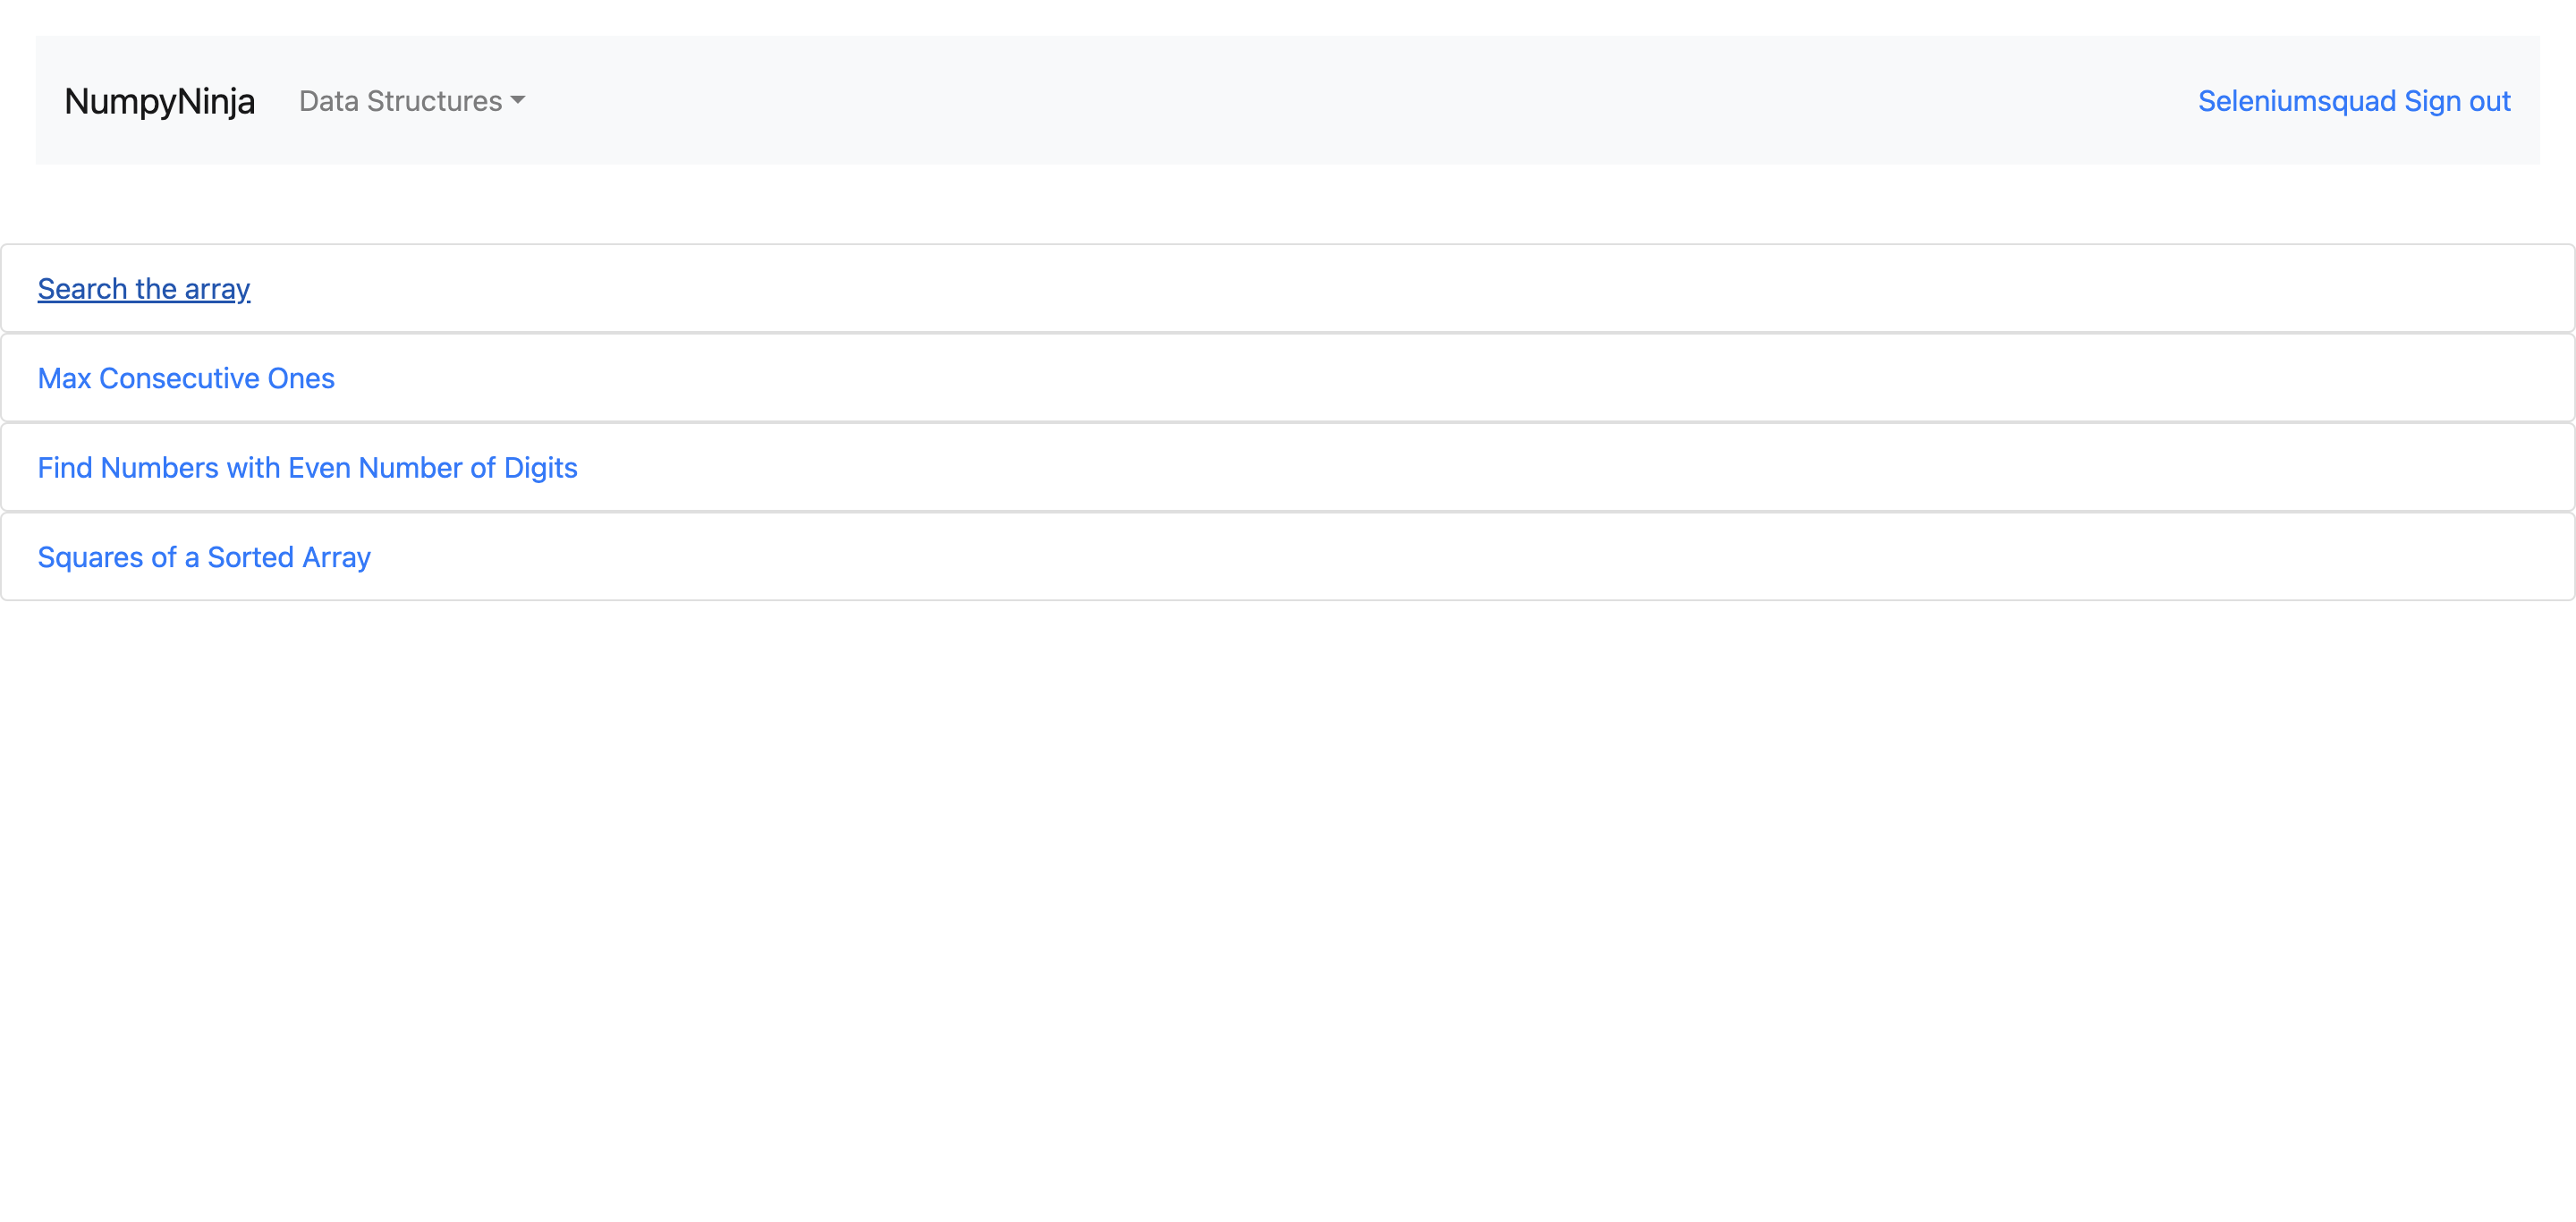 NumpyNinja Data Structures Seleniumsquad Sign out
Search the array
Max Consecutive Ones
Find Numbers with Even Number of Digits
Squares of a Sorted Array